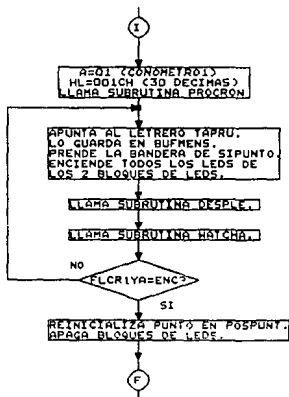 I
A=01 (CONOMETRO1)
HL=001CH (30 DECIMAS)
LLAMA SUBRUTINA PROCRON
APUNTA AL LETRERO TAPRU.
LO GUARDA EN BUFMENS.
PRENDE LA BANDERA DE SIPUNTO.
ENCIENDE TODOS LOS LEDS DE
LOS 2 BLOQUES DE LEDS.
LLAMA SUBRUTINA DESPLE.
LLAMA SUBRUTINA HATCHA.
NO
FLCR1YA=ENC?
SI
REINICIALIZA PUNTO EN POSPUNT.
APAGA BLOQUES DE LEDS.
F